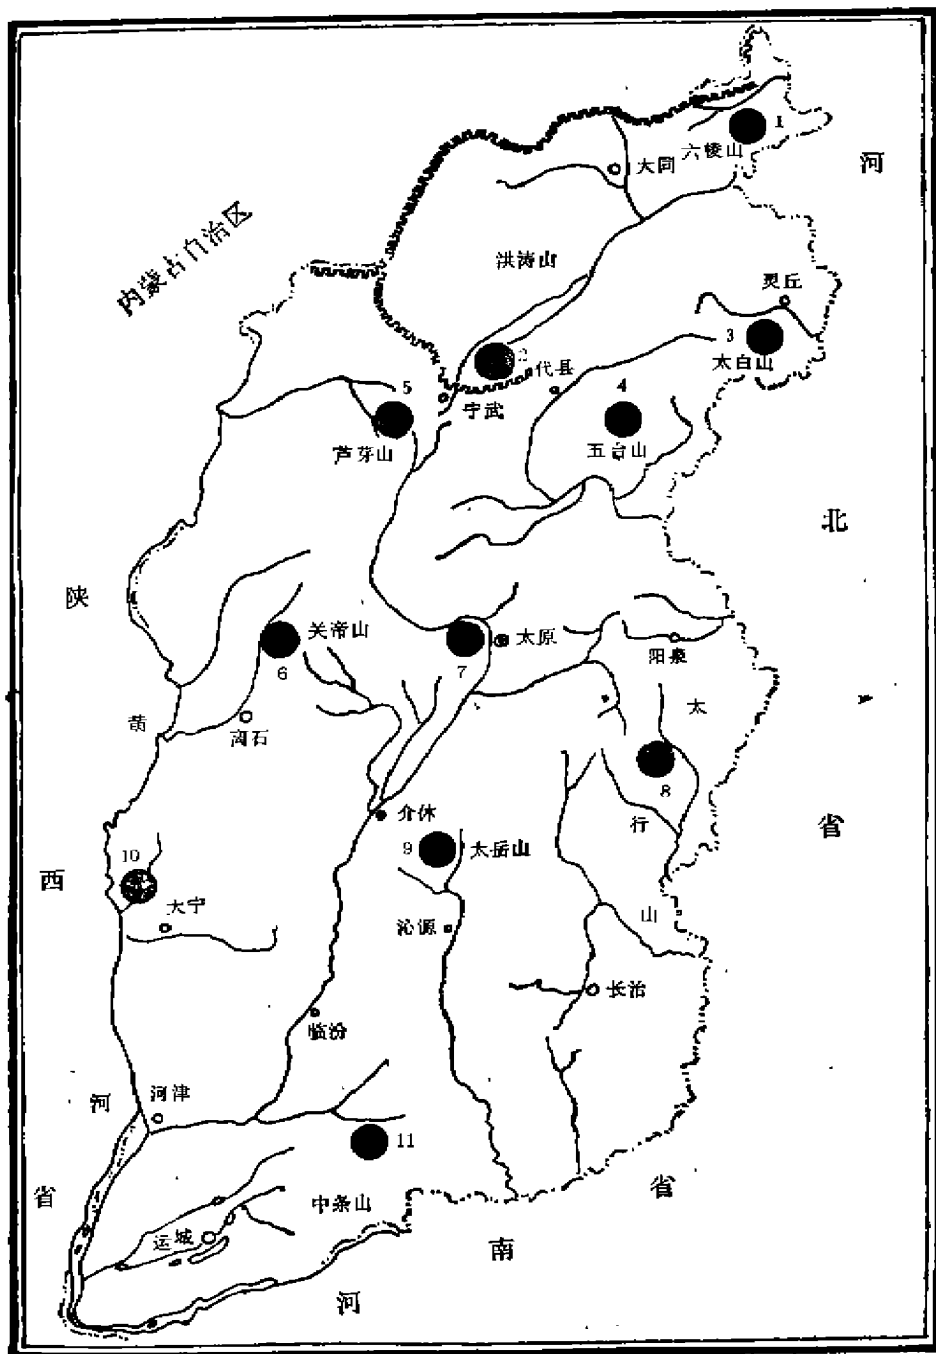 1
六棱山
大同
河
内蒙古自治区
洪涛山
灵丘
3
太白山
2
代县
4
5
宁武
芦芽山
五台山
北
陕
关帝山
太原
阳泉
6
7
黄
离石
太
8
介休
行
省
10
9
太岳山
西
大宁
沁源
山
长治
临汾
河
河津
11
省
中条山
省
运城
南
河